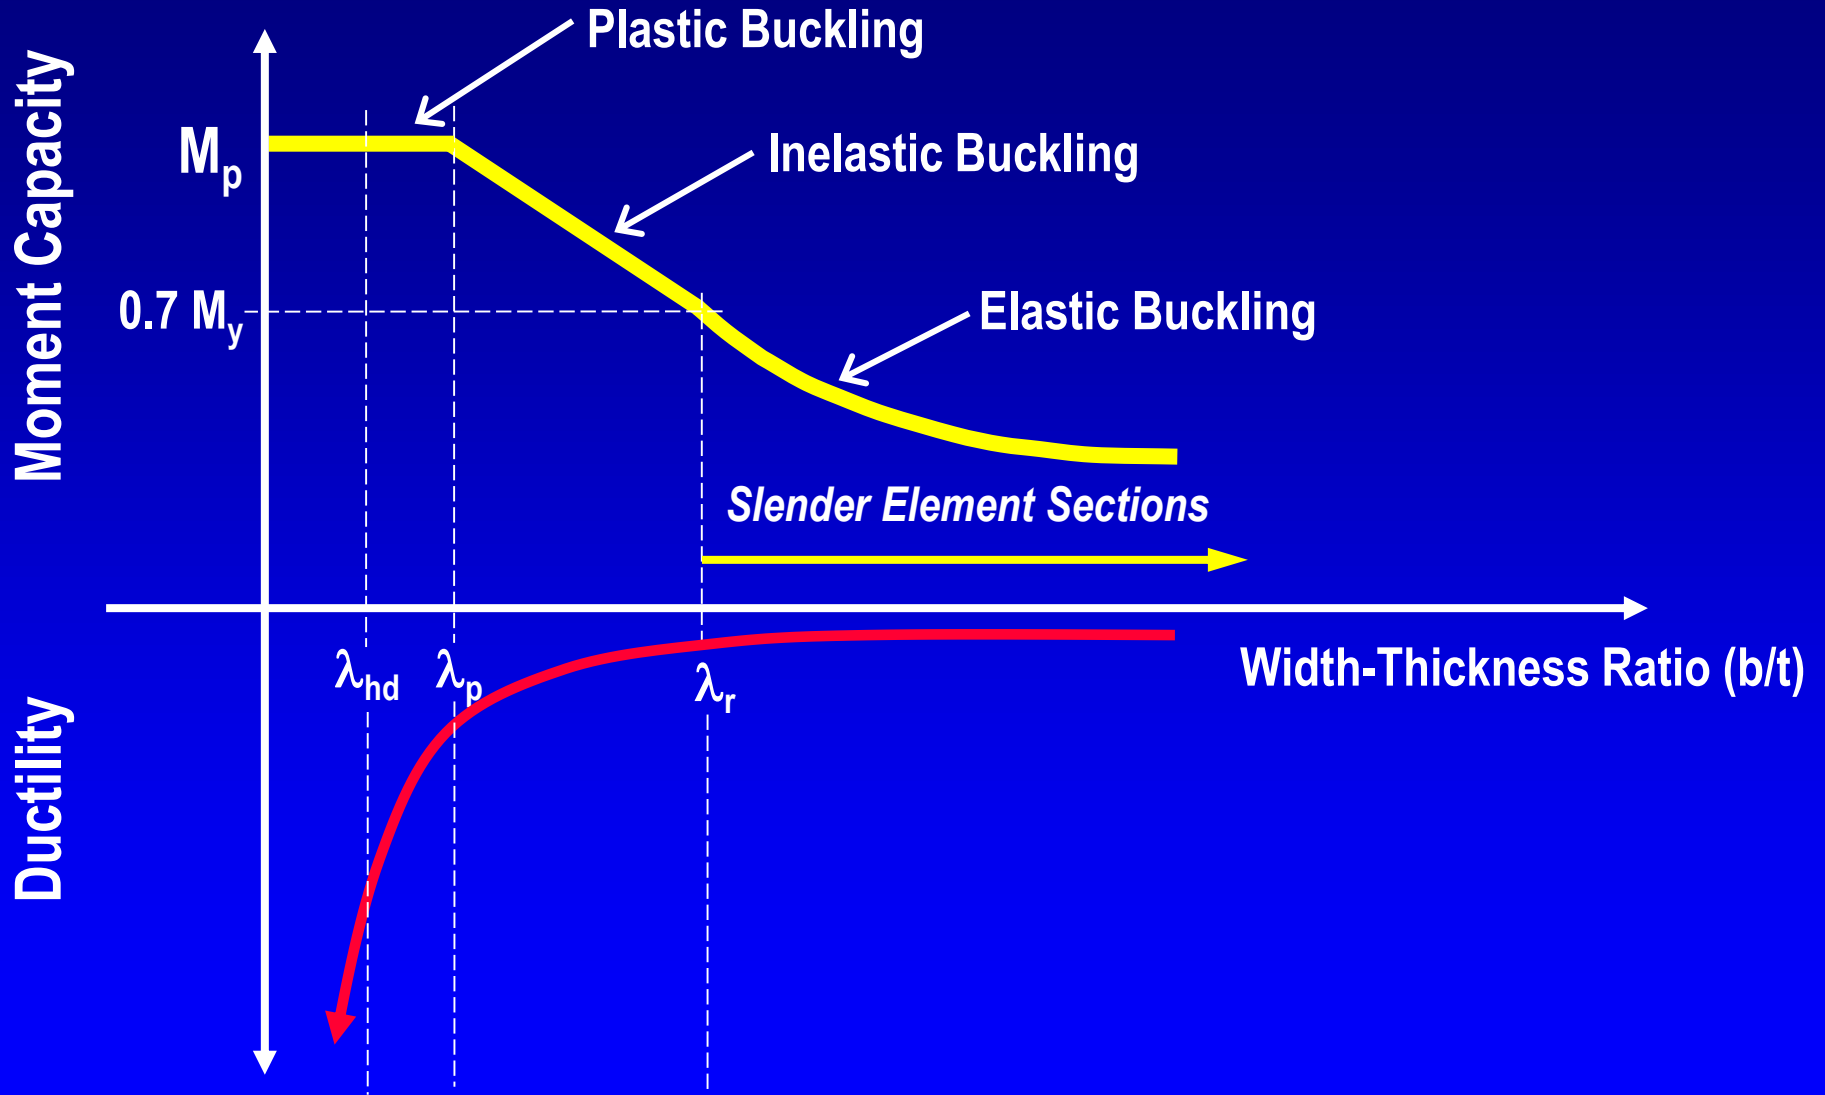 Plastic Buckling
Moment Capacity
Mp
Inelastic Buckling
0.7 My
Elastic Buckling
Slender Element Sections
λhd
λp
λr
Width-Thickness Ratio (b/t)
Ductility